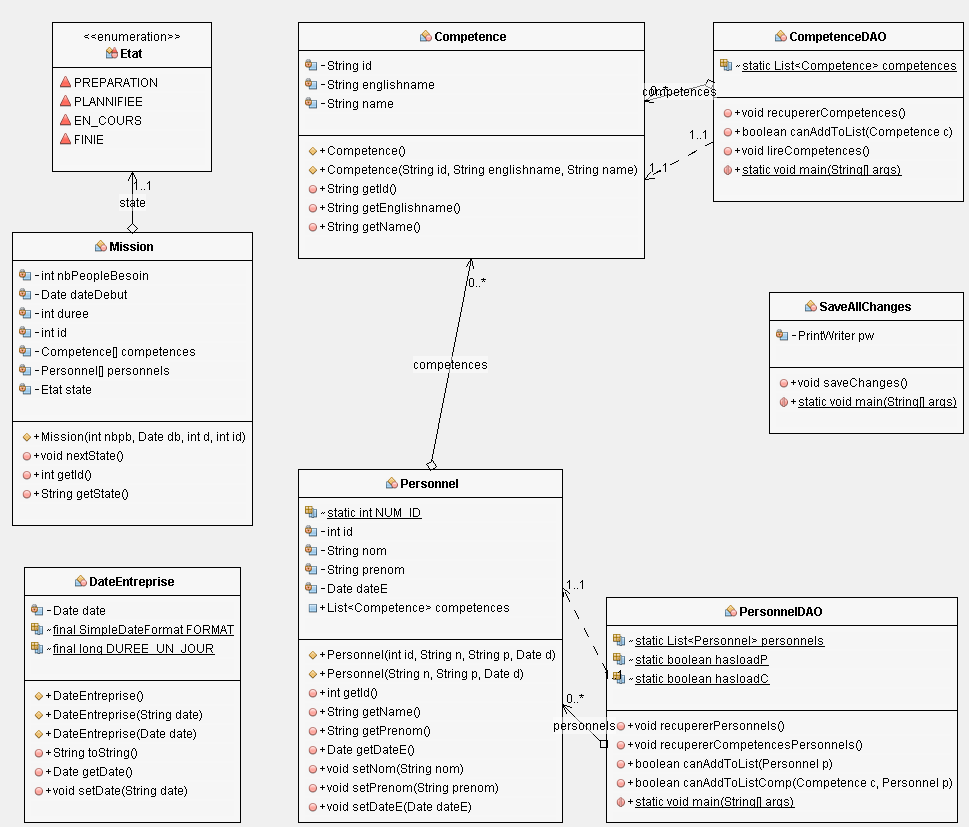 <<enumeration>>
Etat
PREPARATION
PLANNIFIEE
EN_COURS
FINIE
1..1
state
Mission
-int nbPeopleBesoin
-Date dateDebut
-int duree
-int id
-Competence[] competences
-Personnel[] personnels
-Etat state
+Mission(int nbpb, Date db, int d, int id)
+void nextState()
+int getId()
+String getState()
DateEntreprise
-Date date
~final SimpleDateFormat FORMAT
~final long DUREE_UN_JOUR
+DateEntreprise()
+DateEntreprise(String date)
+DateEntreprise(Date date)
+String toString()
+Date getDate()
+void setDate(String date)
Competence
-String id
-String englishname
-String name
+Competence()
+Competence(String id, String englishname, String name)
+String getId()
+String getEnglishname()
+String getName()
0..*
competences
1..1
1..1
CompetenceDAO
~static List<Competence> competences
+void recupererCompetences()
+boolean canAddToList(Competence c)
+void lireCompetences()
+static void main(String[] args)
SaveAllChanges
-PrintWriter pw
+void saveChanges()
+static void main(String[] args)
0..*
competences
Personnel
~static int NUM_ID
-int id
-String nom
-String prenom
-Date dateE
+List<Competence> competences
+Personnel(int id, String n, String p, Date d)
+Personnel(String n, String p, Date d)
+int getId()
+String getName()
+String getPrenom()
+Date getDateE()
+void setNom(String nom)
+void setPrenom(String prenom)
+void setDateE(Date dateE)
1..1
1..1
0..*
personnels
PersonnelDAO
~static List<Personnel> personnels
~static boolean hasloadP
~static boolean hasloadC
+void recupererPersonnels()
+void recupererCompetencesPersonnels()
+boolean canAddToList(Personnel p)
+boolean canAddToListComp(Competence c, Personnel p)
+static void main(String[] args)